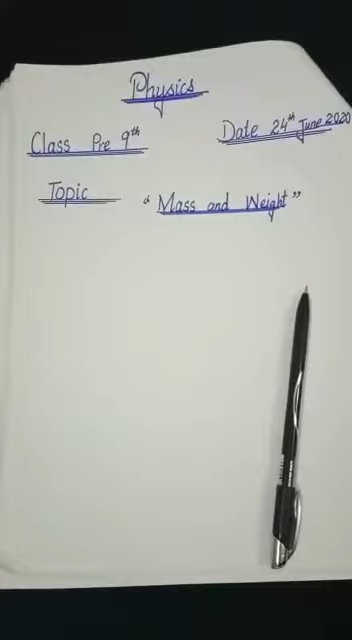 Physics
Class Pre 9th
Date 24th June 2020
Topic
“Mass and Weight”